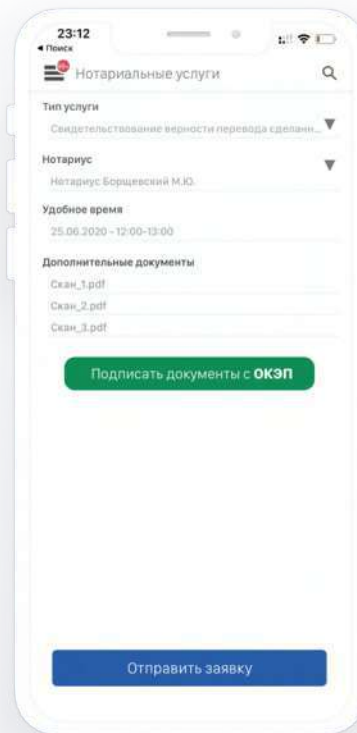 23:12
◀ Поиск
Нотариальные услуги
Тип услуги
Свидетельствование верности перевода сделанн...
Нотариус
Нотариус Борщевский М.Ю.
Удобное время
25.06.2020 - 12:00-13:00
Дополнительные документы
Скан_1.pdf
Скан_2.pdf
Скан_3.pdf
Подписать документы с ОКЭП
Отправить заявку